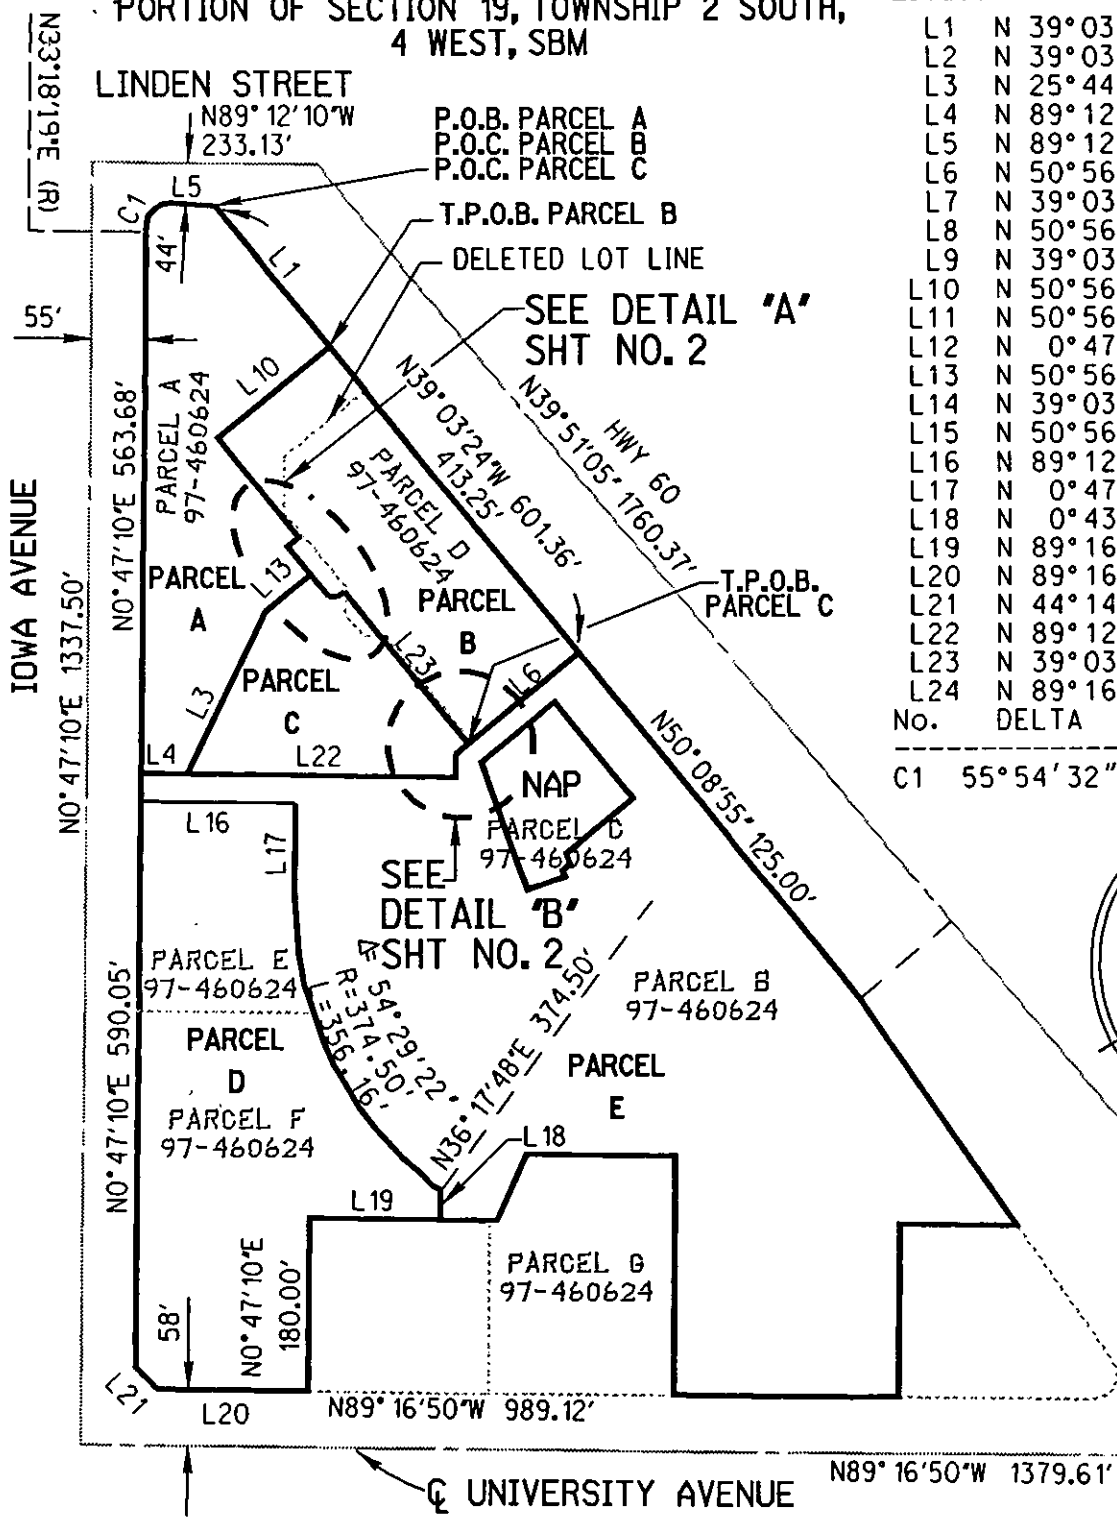 PORTION OF SECTION 19, TOWNSHIP 2 SOUTH,
4 WEST, SBM
N33°18'19"E (R)
LINDEN STREET
N89°12'10"W
233.13'
P.O.B. PARCEL A
P.O.C. PARCEL B
P.O.C. PARCEL C
T.P.O.B. PARCEL B
DELETED LOT LINE
SEE DETAIL "A"
SHT NO. 2
C1
L5
44'
L1
55'
L10
N39°03'24"W 601.36'
413.25'
N39°51'05" 1760.37'
HWY 60
IOWA AVENUE
N0°47'10"E 1337.50'
N0°47'10"E 563.68'
PARCEL A
97-460624
PARCEL D
97-460624
PARCEL
A
L13
PARCEL
B
T.P.O.B.
PARCEL C
L23
L6
L3
PARCEL
C
L4
L22
N50°08'55" 125.00'
NAP
L16
L17
97-460624
SEE
DETAIL "B"
SHT NO. 2
PARCEL E
97-460624
54°29'22"
R=374.50'
L=356.16'
N36°17'48"E 374.50'
PARCEL B
97-460624
N0°47'10"E 590.05'
PARCEL
D
PARCEL F
97-460624
PARCEL
E
L18
L19
N0°47'10"E
180.00'
PARCEL G
97-460624
58'
L21
L20
N89°16'50"W 989.12'
℄ UNIVERSITY AVENUE
N89°16'50"W 1379.61'
L1 N 39°03
L2 N 39°03
L3 N 25°44
L4 N 89°12
L5 N 89°12
L6 N 50°56
L7 N 39°03
L8 N 50°56
L9 N 39°03
L10 N 50°56
L11 N 50°56
L12 N 0°47
L13 N 50°56
L14 N 39°03
L15 N 50°56
L16 N 89°12
L17 N 0°47
L18 N 0°43
L19 N 89°16
L20 N 89°16
L21 N 44°14
L22 N 89°12
L23 N 39°03
L24 N 89°16
No. DELTA
C1 55°54'32"